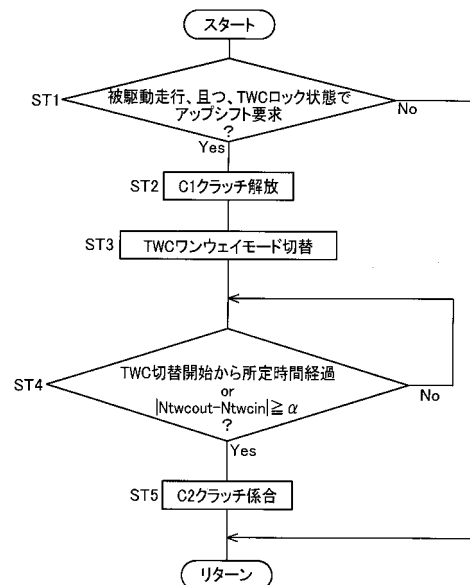 スタート
ST1
被駆動走行、且つ、TWCロック状態で
アップシフト要求
?
No
Yes
ST2
C1クラッチ解放
ST3
TWCワンウェイモード切替
ST4
TWC切替開始から所定時間経過
or
|Ntwcout-Ntwcin|≧α
?
No
Yes
ST5
C2クラッチ係合
リターン